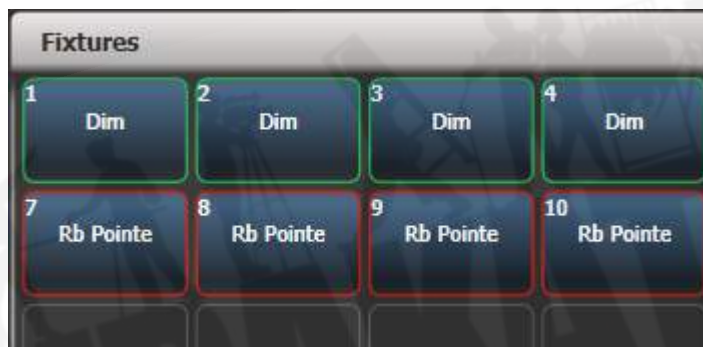 Fixtures
1 Dim
2 Dim
3 Dim
4 Dim
7 Rb Pointe
8 Rb Pointe
9 Rb Pointe
10 Rb Pointe